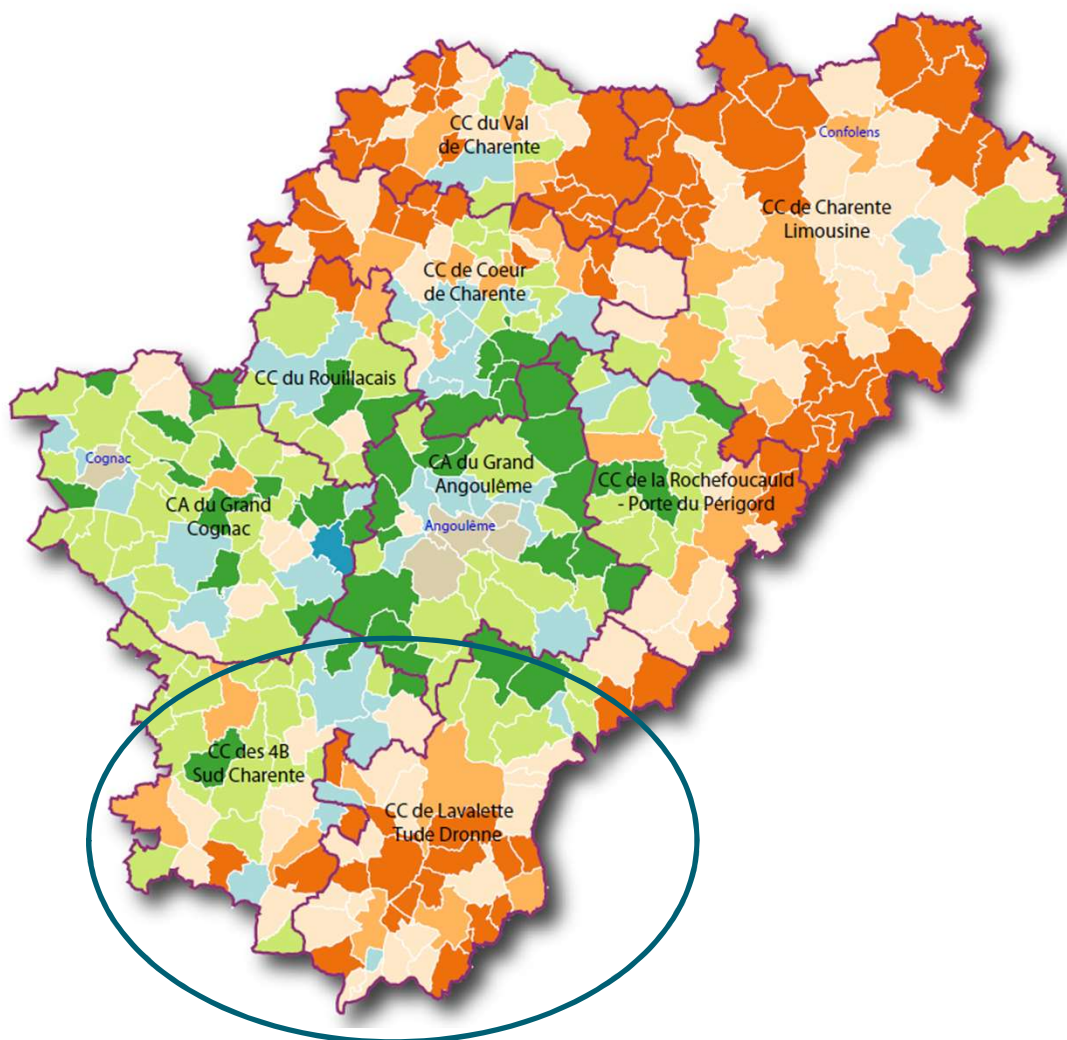 CC du Val
de Charente
Confolens
CC de Charente
Limousine
CC de Coeur
de Charente
CC du Rouillacais
Cognac
CA du Grand
Cognac
CA du Grand
Angoulême
Angoulême
CC de la Rochefoucauld
- Porte du Périgord
CC des 4B
Sud Charente
CC de Lavalette
Tude Dronne